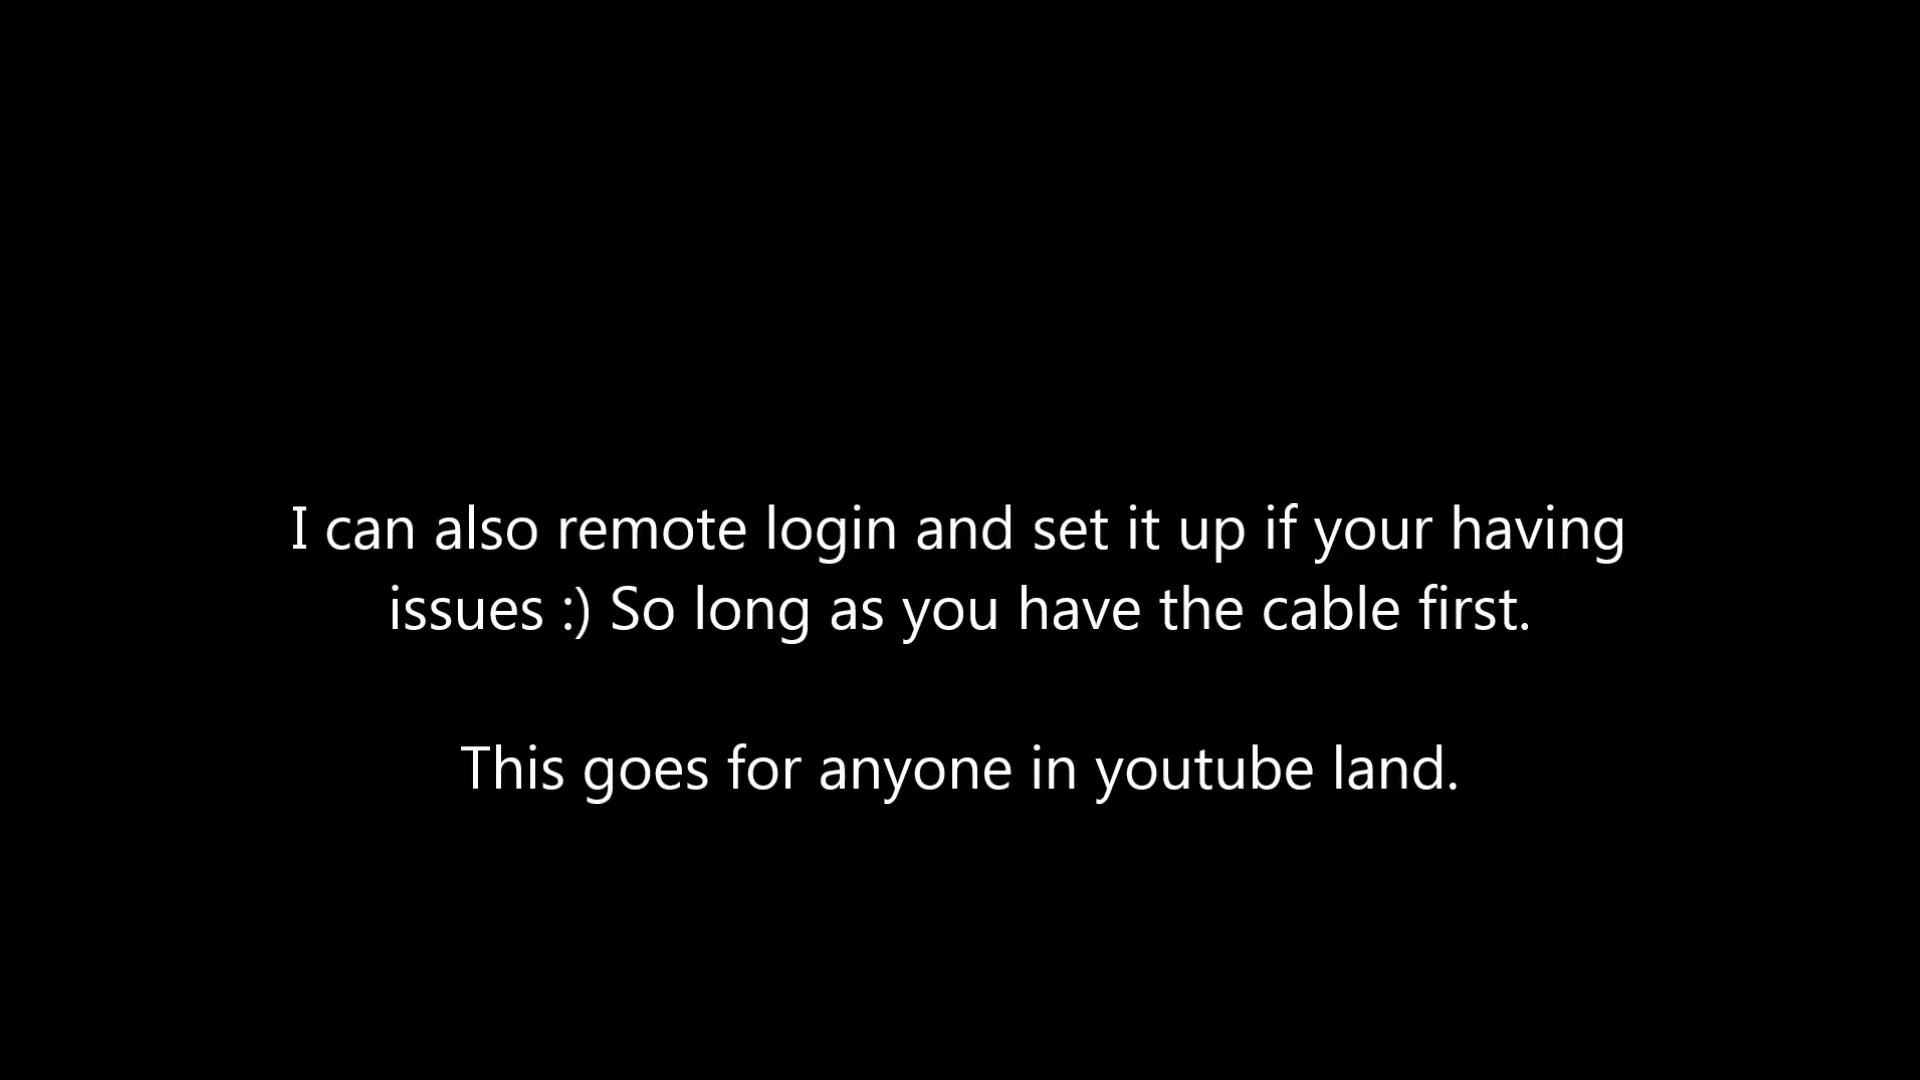 I can also remote login and set it up if your having
issues :) So long as you have the cable first.
This goes for anyone in youtube land.